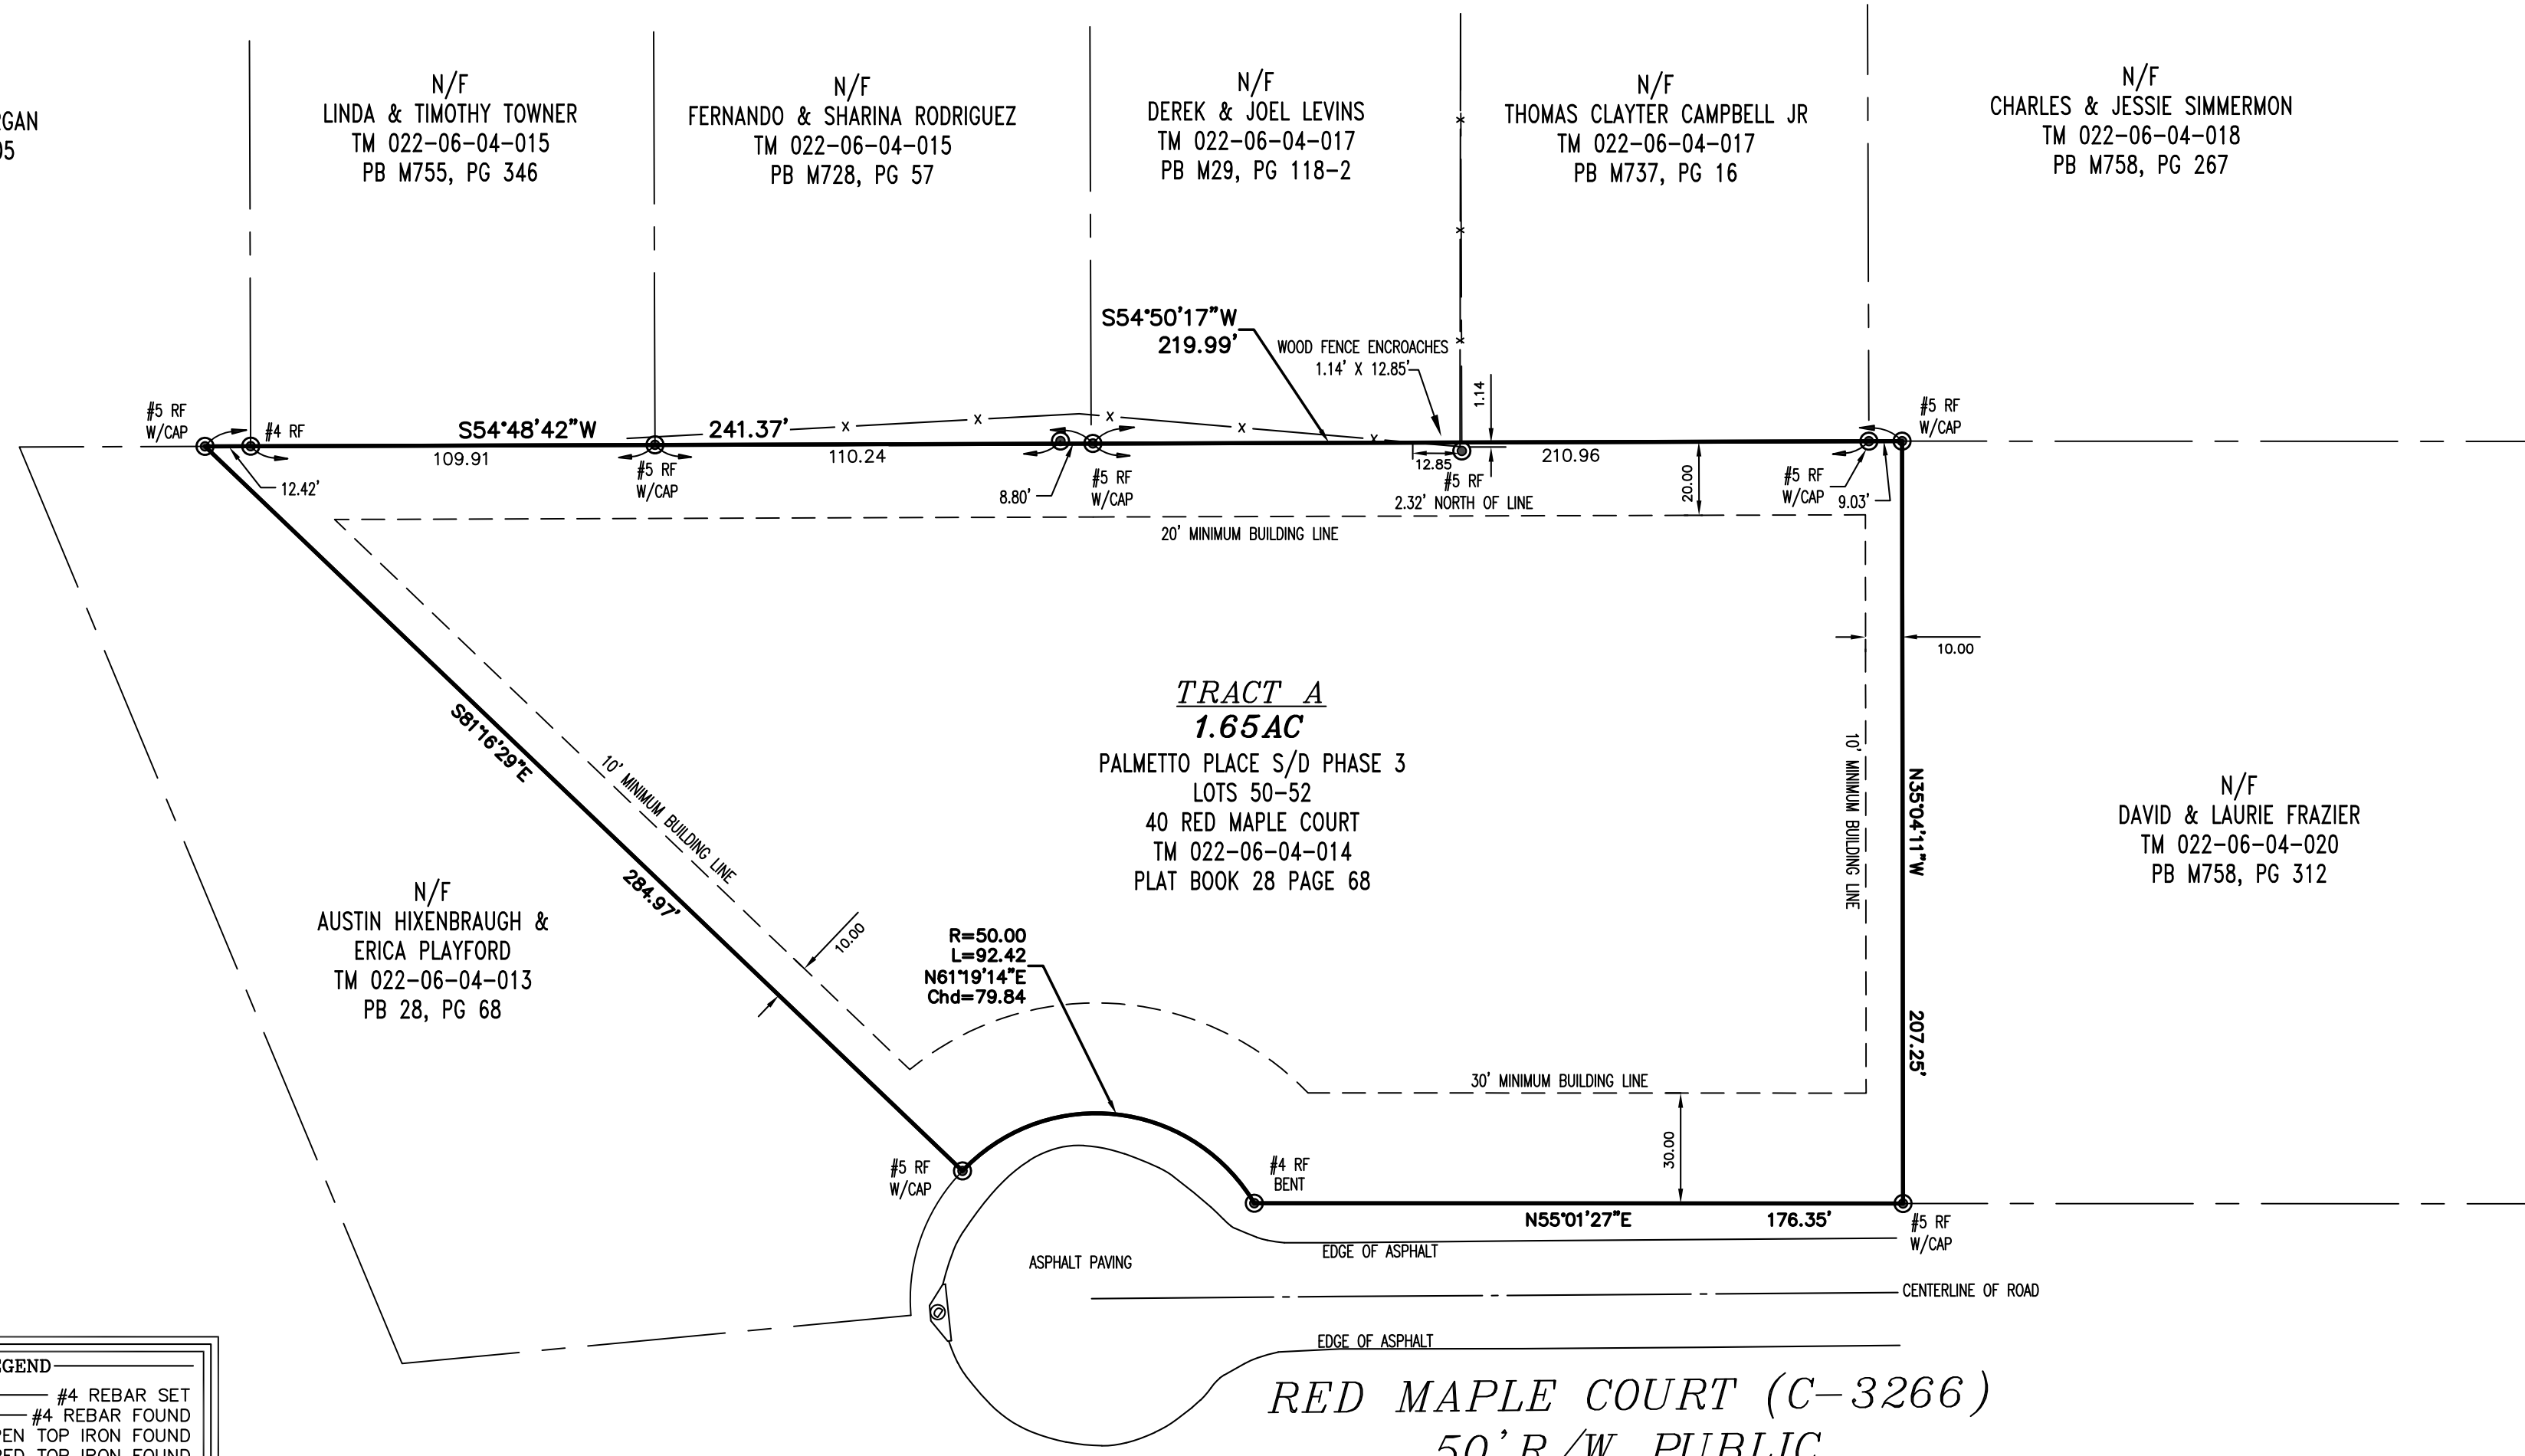 N/F
LINDA & TIMOTHY TOWNER
TM 022-06-04-015
PB M755, PG 346
N/F
FERNANDO & SHARINA RODRIGUEZ
TM 022-06-04-015
PB M728, PG 57
N/F
DEREK & JOEL LEVINS
TM 022-06-04-017
PB M29, PG 118-2
N/F
THOMAS CLAYTER CAMPBELL JR
TM 022-06-04-017
PB M737, PG 16
N/F
CHARLES & JESSIE SIMMERMON
TM 022-06-04-018
PB M758, PG 267
S54°50'17"W
219.99'
WOOD FENCE ENCROACHES
1.14' X 12.85'
1.14
#5 RF
W/CAP
#4 RF
S54°48'42"W
241.37'
X
X
X
X
X
X
X
X
X
#5 RF
W/CAP
109.91
110.24
12.85
210.96
12.42'
#5 RF
W/CAP
8.80'
#5 RF
W/CAP
#5 RF
2.32' NORTH OF LINE
20.00
#5 RF
W/CAP
9.03'
20' MINIMUM BUILDING LINE
10.00
S81°16'29"E
284.97'
10' MINIMUM BUILDING LINE
10.00
TRACT A
1.65AC
PALMETTO PLACE S/D PHASE 3
LOTS 50-52
40 RED MAPLE COURT
TM 022-06-04-014
PLAT BOOK 28 PAGE 68
10' MINIMUM BUILDING LINE
N35°04'11"W
207.25'
N/F
DAVID & LAURIE FRAZIER
TM 022-06-04-020
PB M758, PG 312
N/F
AUSTIN HIXENBRAUGH &
ERICA PLAYFORD
TM 022-06-04-013
PB 28, PG 68
R=50.00
L=92.42
N61°19'14"E
Chd=79.84
30' MINIMUM BUILDING LINE
30.00
#5 RF
W/CAP
#4 RF
BENT
N55°01'27"E
176.35'
#5 RF
W/CAP
EDGE OF ASPHALT
ASPHALT PAVING
CENTERLINE OF ROAD
EDGE OF ASPHALT
RED MAPLE COURT (C-3266)
50' R/W PUBLIC
#4 REBAR SET
#4 REBAR FOUND
TOP IRON FOUND
TOP IRON FOUND